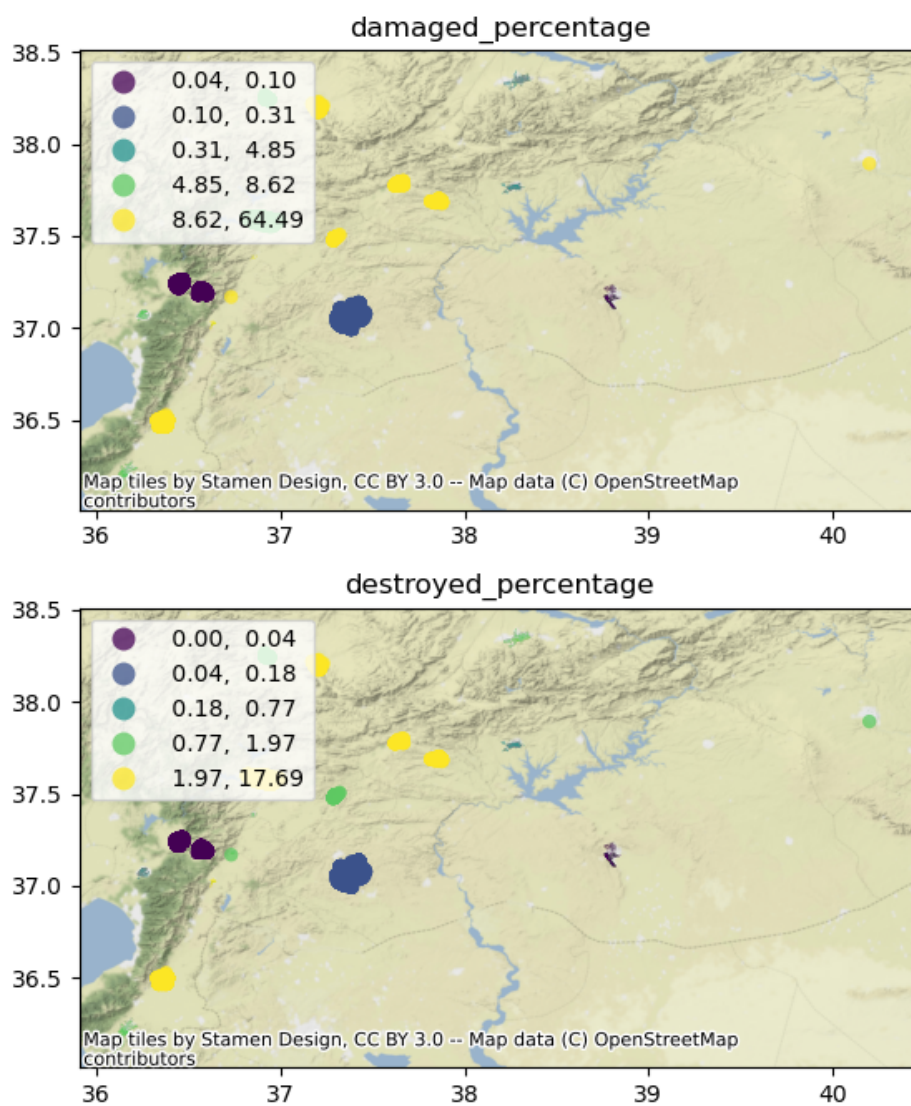 damaged_percentage
38.5
38.0
37.5
37.0
36.5
0.04, 0.10
0.10, 0.31
0.31, 4.85
4.85, 8.62
8.62, 64.49
Map tiles by Stamen Design, CC BY 3.0 -- Map data (C) OpenStreetMap
contributors
36 37 38 39 40
destroyed_percentage
38.5
38.0
37.5
37.0
36.5
0.00, 0.04
0.04, 0.18
0.18, 0.77
0.77, 1.97
1.97, 17.69
Map tiles by Stamen Design, CC BY 3.0 -- Map data (C) OpenStreetMap
contributors
36 37 38 39 40